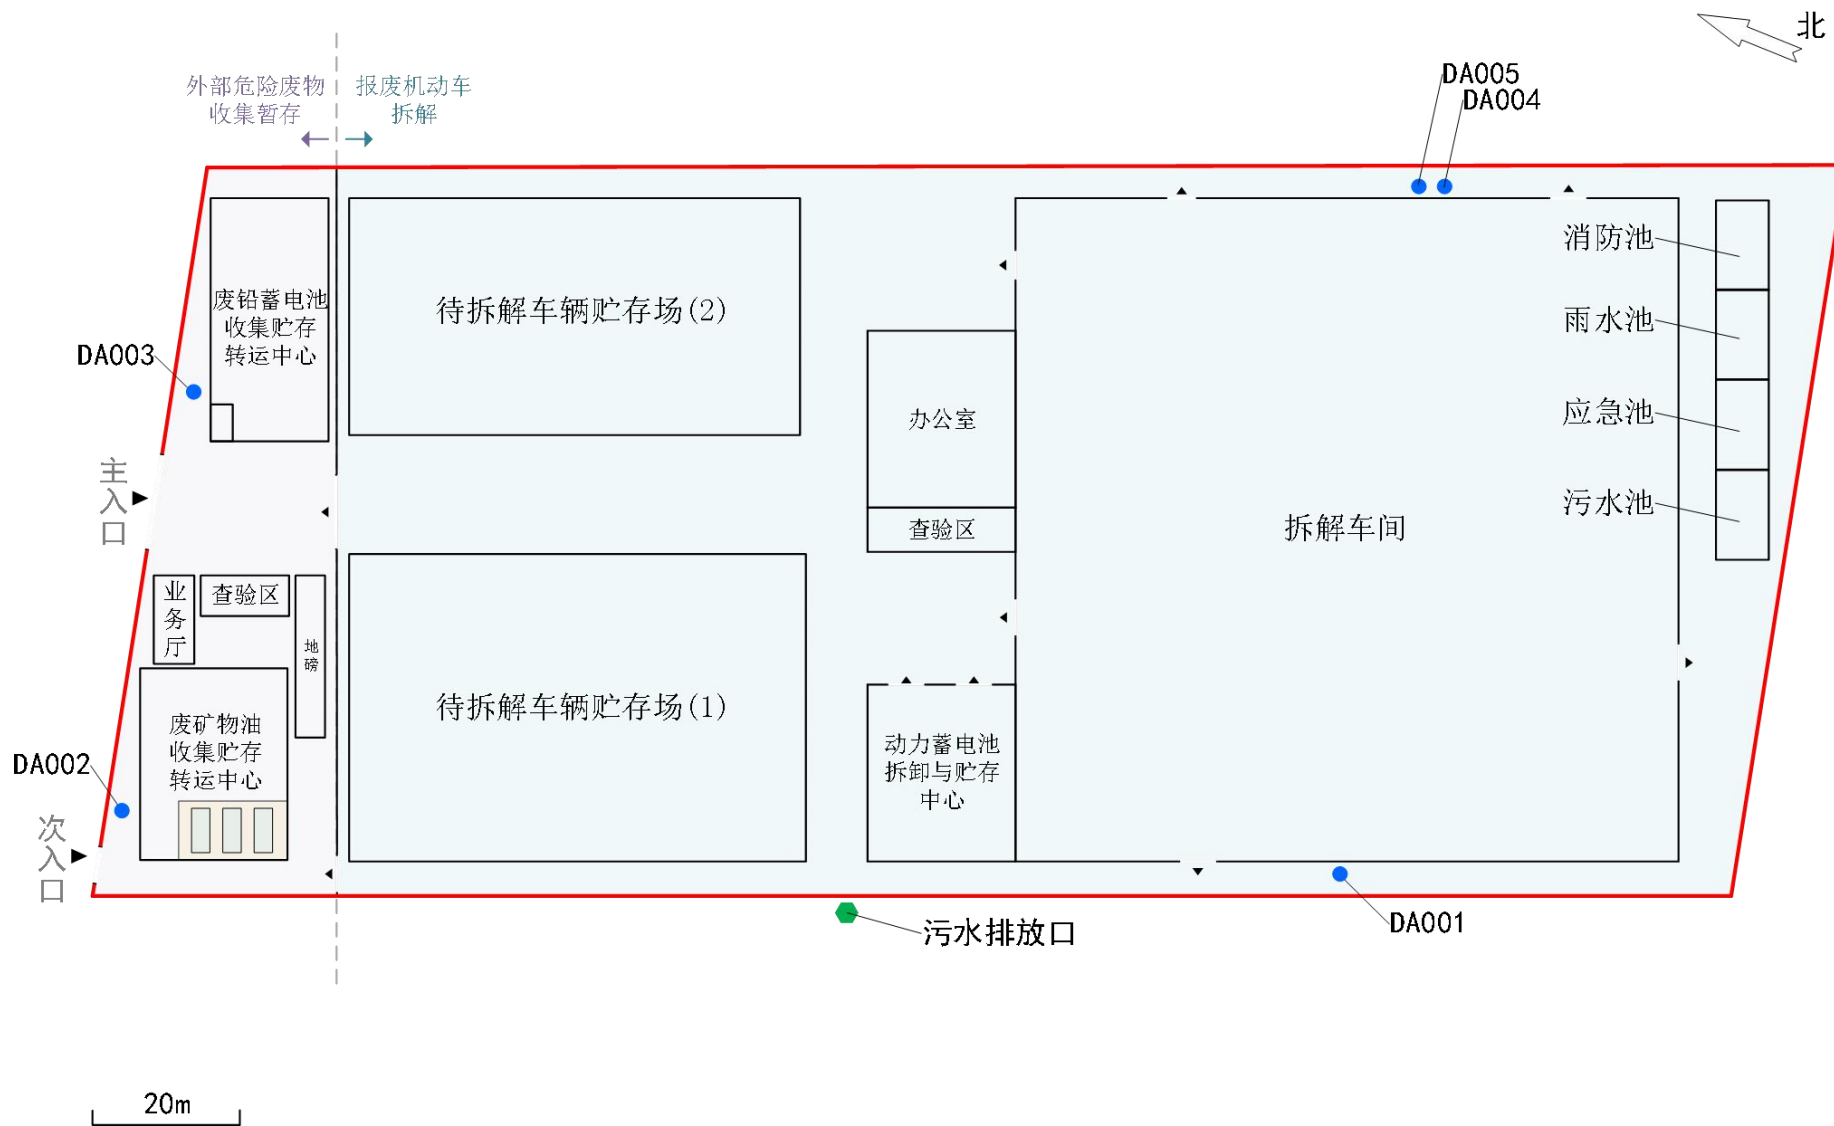 北
DA005
DA004
外部危险废物
收集暂存
报废机动车
拆解
消防池
雨水池
应急池
污水池
废铅蓄电池
收集贮存
转运中心
待拆解车辆贮存场(2)
DA003
办公室
查验区
拆解车间
主入口
业务厅
查验区
地磅
待拆解车辆贮存场(1)
废矿物油
收集贮存
转运中心
动力蓄电池
拆卸与贮存
中心
DA002
次入口
污水排放口
DA001
20m